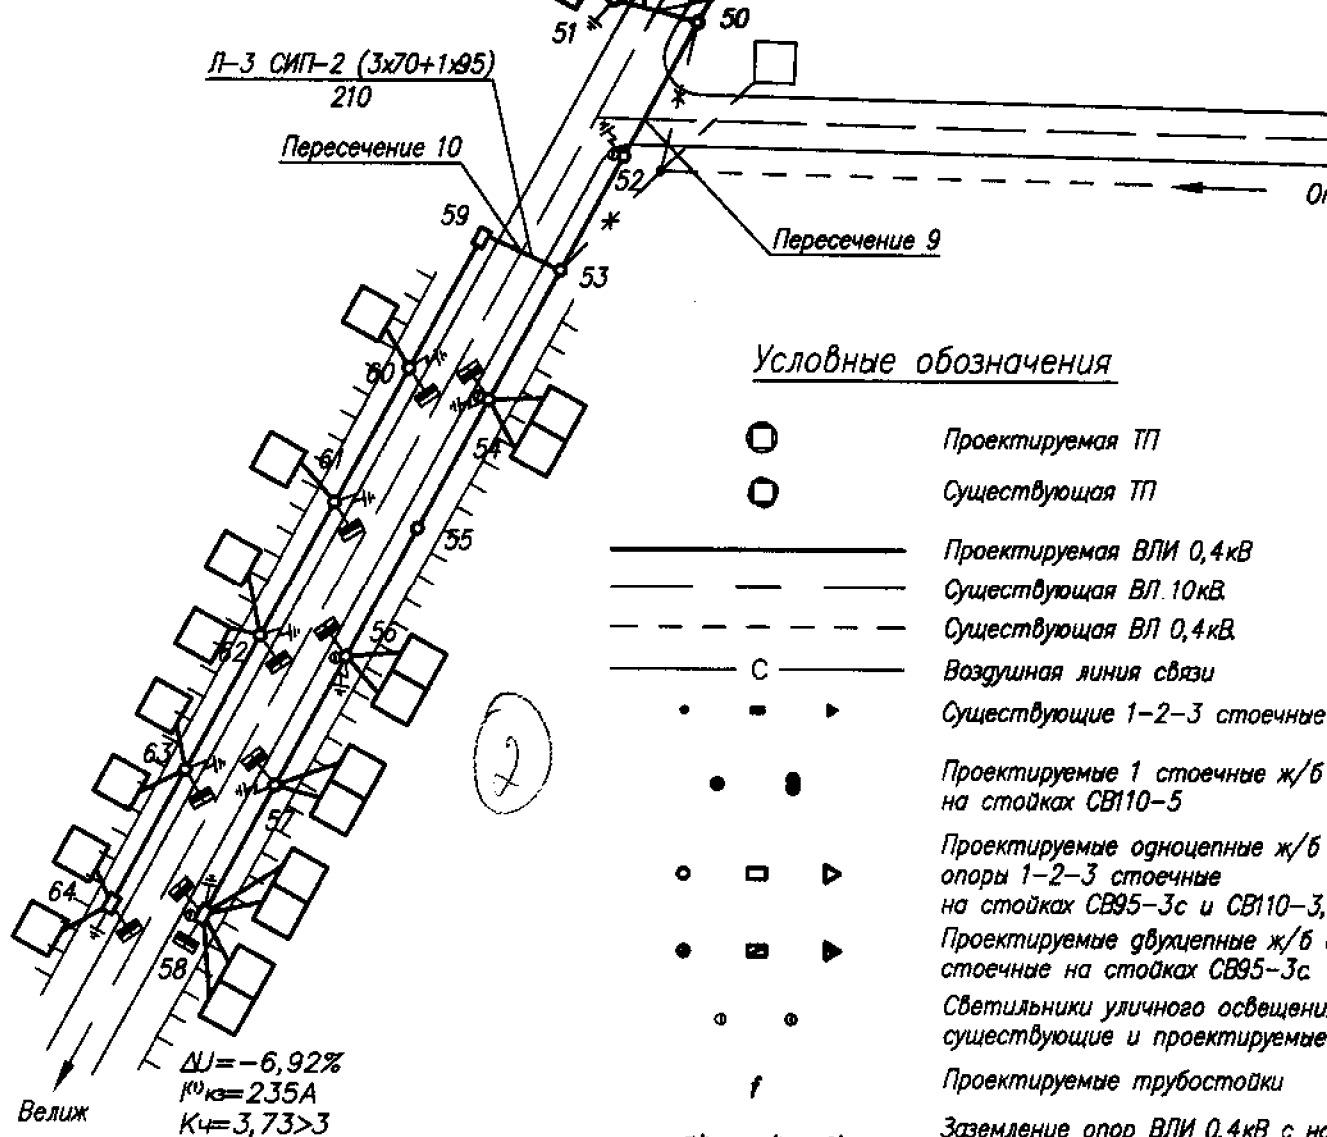 51
50
Л-3 СИП-2 (3х70+1х95)
210
Пересечение 10
52
59
Пересечение 9
53
60
54
61
55
56
62
63
57
64
58
ΔU=-6,92%
I⁽¹⁾кз=235А
Кч=3,73>3
Велиж
2
Условные обозначения
Проектируемая ТП
Существующая ТП
Проектируемая ВЛИ 0,4кВ
Существующая ВЛ 10кВ.
Существующая ВЛ 0,4кВ.
С
Воздушная линия связи
Существующие 1-2-3 стоечные
Проектируемые 1 стоечные ж/б
на стойках СВ110-5
Проектируемые одноцепные ж/б
опоры 1-2-3 стоечные
на стойках СВ95-3с и СВ110-3,
Проектируемые двухцепные ж/б
стоечные на стойках СВ95-3с
Светильники уличного освещения
существующие и проектируемые
Проектируемые трубостойки
Заземление опор ВЛИ 0,4кВ с